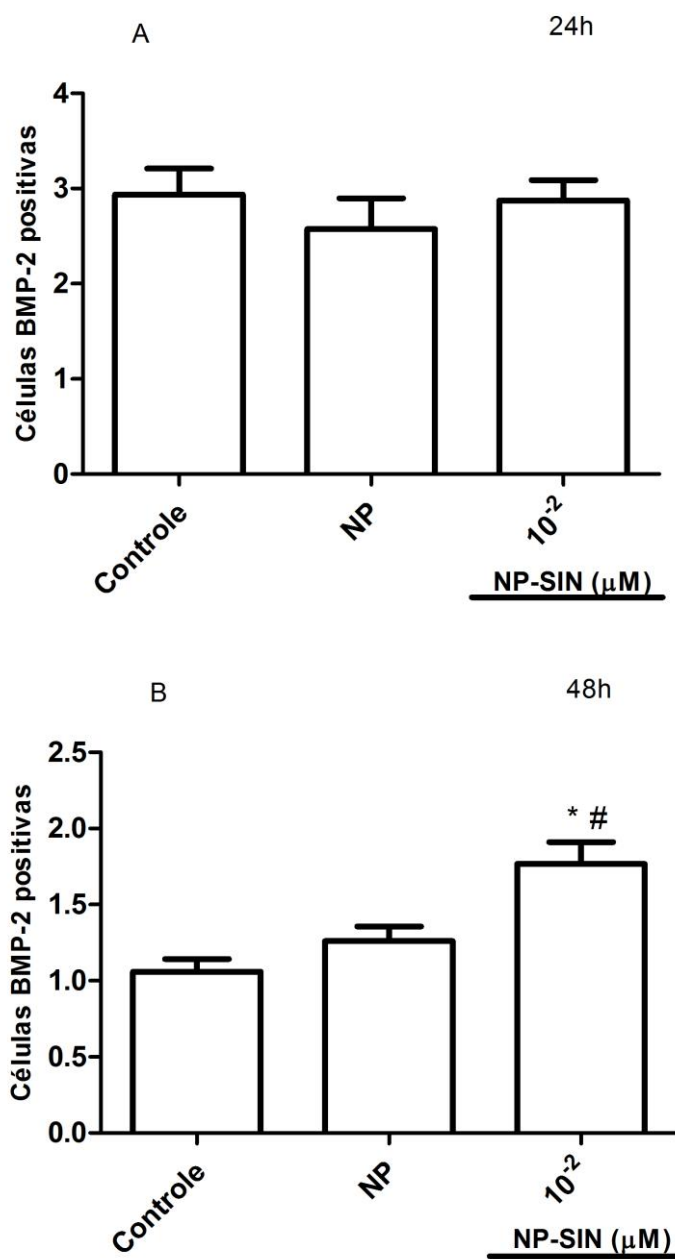 A 24h
Células BMP-2 positivas
4
3
2
1
0
Controle
NP
10⁻²
NP-SIN (μM)
B 48h
Células BMP-2 positivas
2.5
2.0
1.5
1.0
0.5
0.0
* #
Controle
NP
10⁻²
NP-SIN (μM)